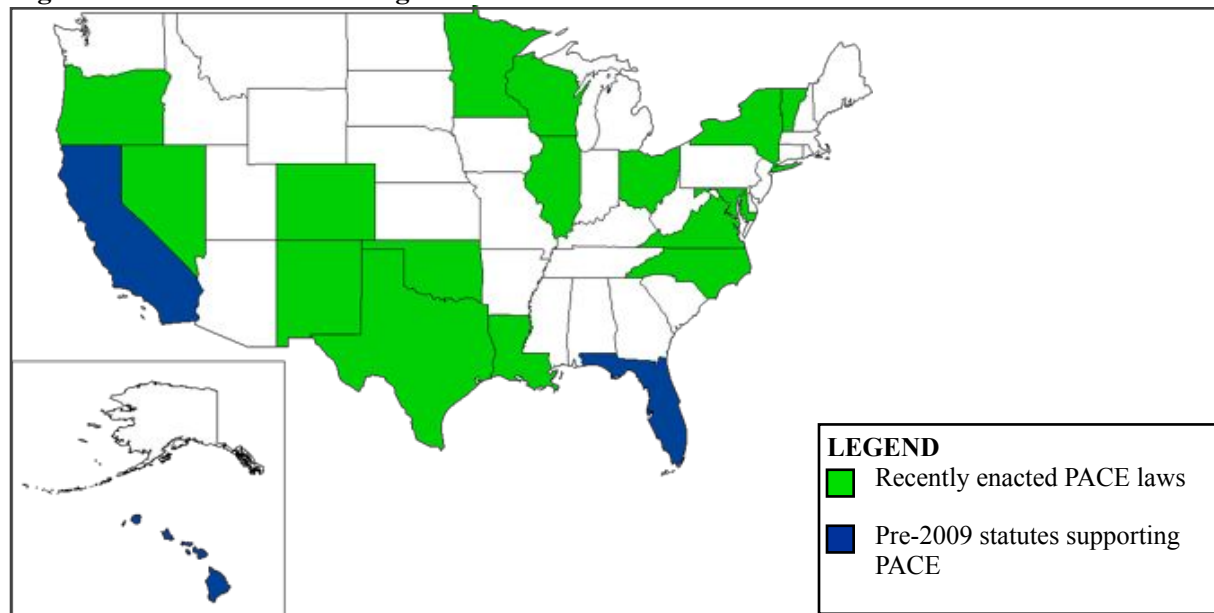 LEGEND
Recently enacted PACE laws
Pre-2009 statutes supporting
PACE